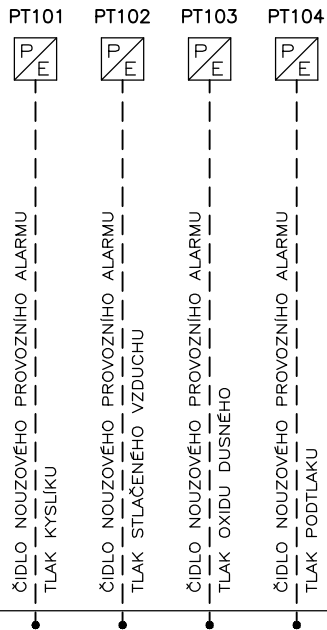 PT101
P
E
ČIDLO NOUZOVÉHO PROVOZNÍHO ALARMU
TLAK KYSLÍKU
PT102
P
E
ČIDLO NOUZOVÉHO PROVOZNÍHO ALARMU
TLAK STLAČENÉHO VZDUCHU
PT103
P
E
ČIDLO NOUZOVÉHO PROVOZNÍHO ALARMU
TLAK OXIDU DUSNÉHO
PT104
P
E
ČIDLO NOUZOVÉHO PROVOZNÍHO ALARMU
TLAK PODTLAKU